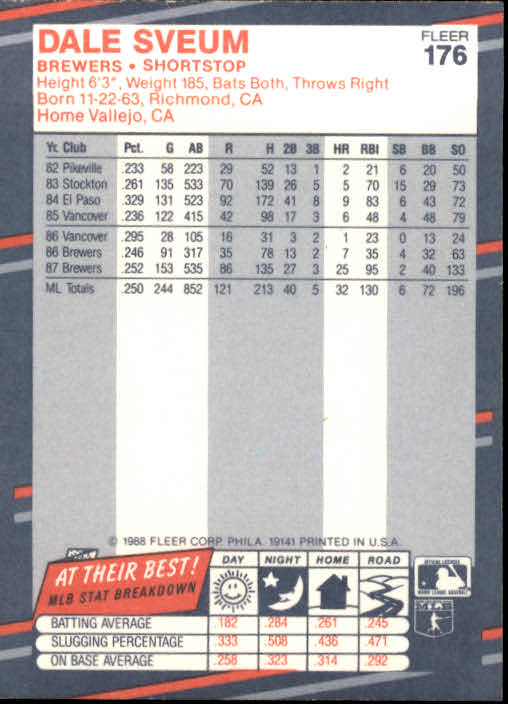 DALE SVEUM
FLEER
176
BREWERS • SHORTSTOP
Height 6'3", Weight 185, Bats Both, Throws Right
Born 11-22-63, Richmond, CA
Home Vallejo, CA
Yr. Club Pct. G AB R H 2B 3B HR RBI SB BB SO
82 Pikeville .233 58 223 29 52 13 1 2 21 6 20 50
83 Stockton .261 135 533 70 139 26 5 5 70 15 29 73
84 El Paso .329 131 523 92 172 41 8 9 83 6 43 72
85 Vancover .236 122 415 42 98 17 3 6 48 4 48 79
86 Vancover .295 28 105 16 31 3 2 1 23 0 13 24
86 Brewers .246 91 317 35 78 13 2 7 35 4 32 63
87 Brewers .252 153 535 86 135 27 3 25 95 2 40 133
ML Totals .250 244 852 121 213 40 5 32 130 6 72 196
© 1988 FLEER CORP. PHILA. 19141 PRINTED IN U.S.A.
AT THEIR BEST!
MLB STAT BREAKDOWN
DAY NIGHT HOME ROAD
BATTING AVERAGE .182 .284 .261 .245
SLUGGING PERCENTAGE .333 .508 .436 .471
ON BASE AVERAGE .258 .323 .314 .292